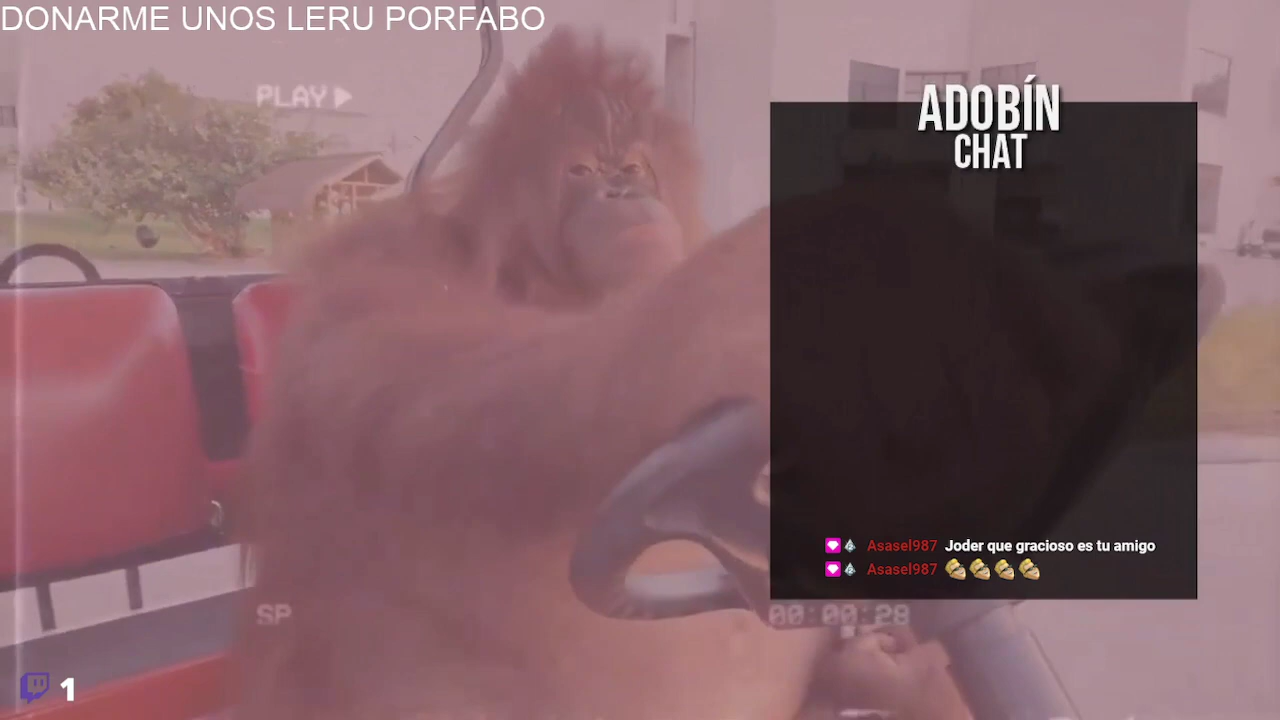 DONARME UNOS LERU PORFABO
PLAY
ADOBÍN
CHAT
Asasel987 Joder que gracioso es tu amigo
Asasel987
SP
00:00:28
1